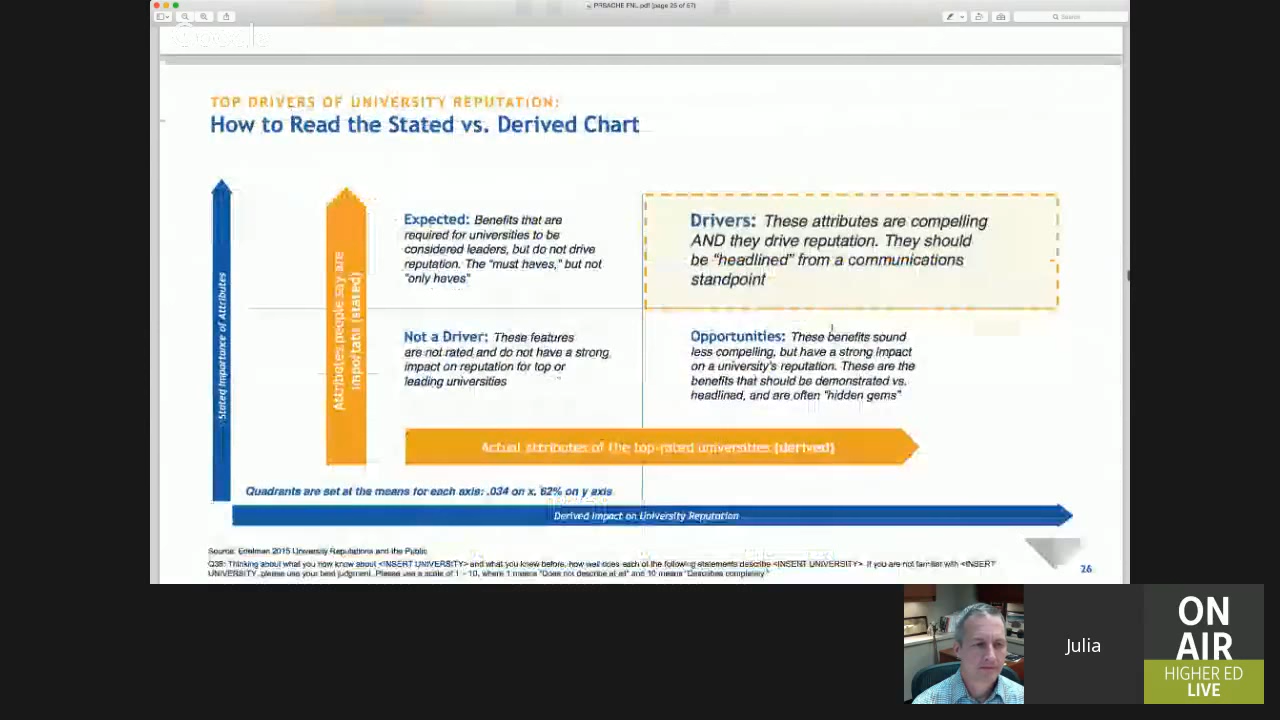 PRSACHE FNL.pdf (page 26 of 67)
Search
Google
TOP DRIVERS OF UNIVERSITY REPUTATION:
How to Read the Stated vs. Derived Chart
Stated Importance of Attributes
Attributes people say are
important (stated)
Expected: Benefits that are
required for universities to be
considered leaders, but do not drive
reputation. The "must haves," but not
"only haves"
Drivers: These attributes are compelling
AND they drive reputation. They should
be "headlined" from a communications
standpoint
Not a Driver: These features
are not rated and do not have a strong
impact on reputation for top or
leading universities
Opportunities: These benefits sound
less compelling, but have a strong impact
on a university's reputation. These are the
benefits that should be demonstrated vs.
headlined, and are often "hidden gems"
Actual attributes of the top-rated universities (derived)
Quadrants are set at the means for each axis: .034 on x, 62% on y axis
Derived Impact on University Reputation
Source: Edelman 2015 University Reputations and the Public
Q38: Thinking about what you now know about <INSERT UNIVERSITY> and what you knew before, how well does each of the following statements describe <INSERT UNIVERSITY>. If you are not familiar with <INSERT
UNIVERSITY, please use your best judgment. Please use a scale of 1 - 10, where 1 means "Does not describe at all" and 10 means "Describes completely."
26
Julia
ON
AIR
HIGHER ED
LIVE